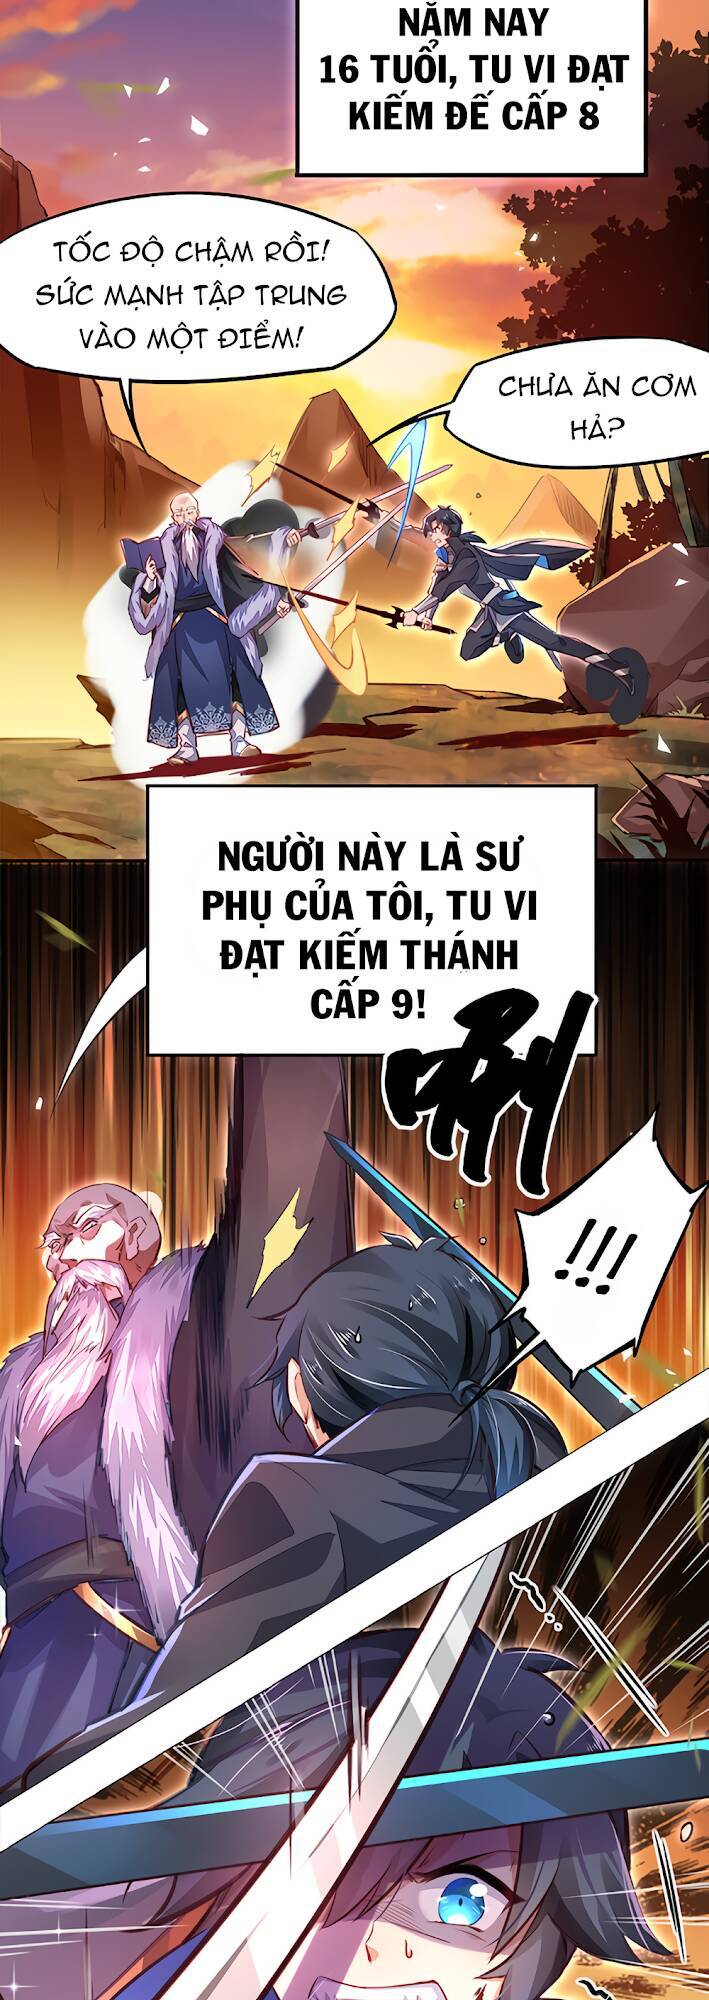 NĂM NAY
16 TUỔI, TU VI ĐẠT
KIẾM ĐẾ CẤP 8
TỐC ĐỘ CHẬM RỒI!
SỨC MẠNH TẬP TRUNG
VÀO MỘT ĐIỂM!
CHƯA ĂN CƠM
HẢ?
NGƯỜI NÀY LÀ SƯ
PHỤ CỦA TÔI, TU VI
ĐẠT KIẾM THÁNH
CẤP 9!
唰
!!!